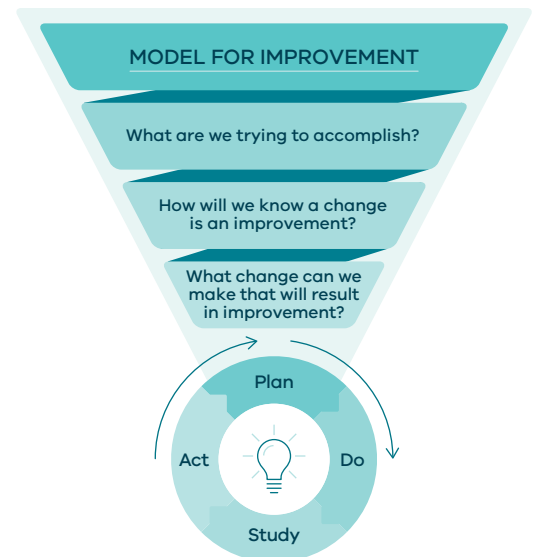 MODEL FOR IMPROVEMENT
What are we trying to accomplish?
How will we know a change
is an improvement?
What change can we
make that will result
in improvement?
Plan
Act
Do
Study